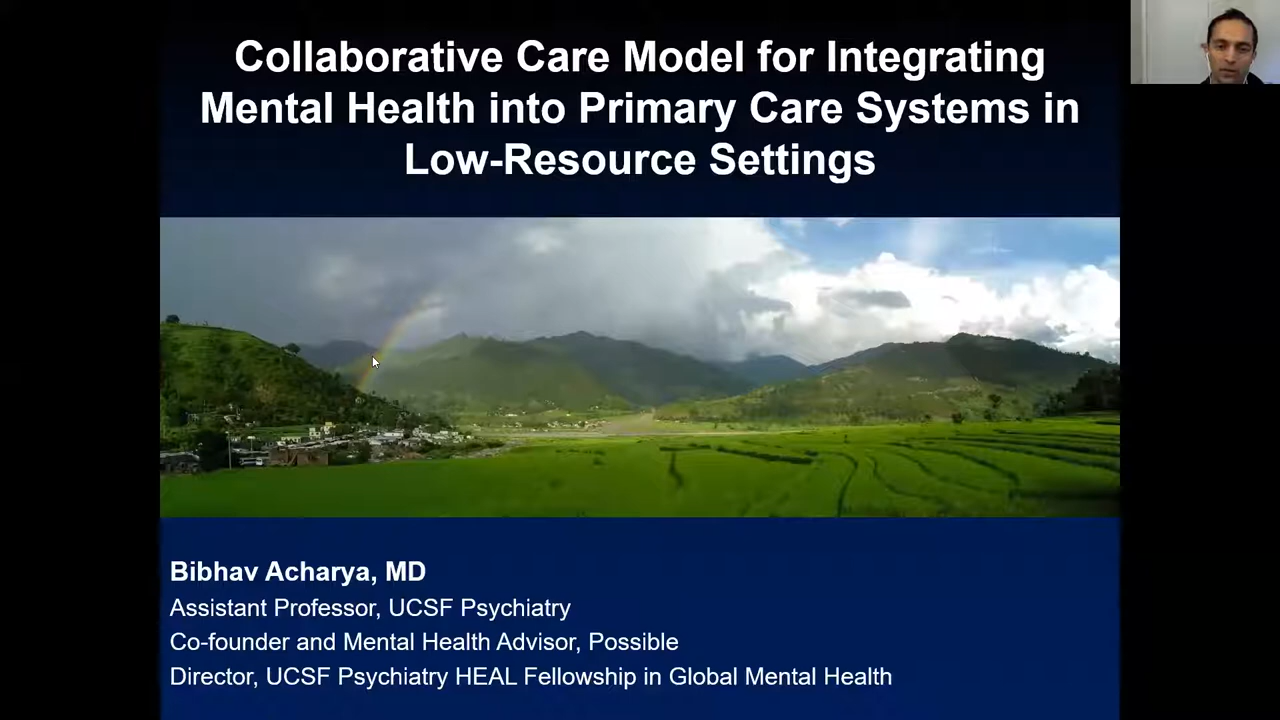 Collaborative Care Model for Integrating
Mental Health into Primary Care Systems in
Low-Resource Settings
Bibhav Acharya, MD
Assistant Professor, UCSF Psychiatry
Co-founder and Mental Health Advisor, Possible
Director, UCSF Psychiatry HEAL Fellowship in Global Mental Health